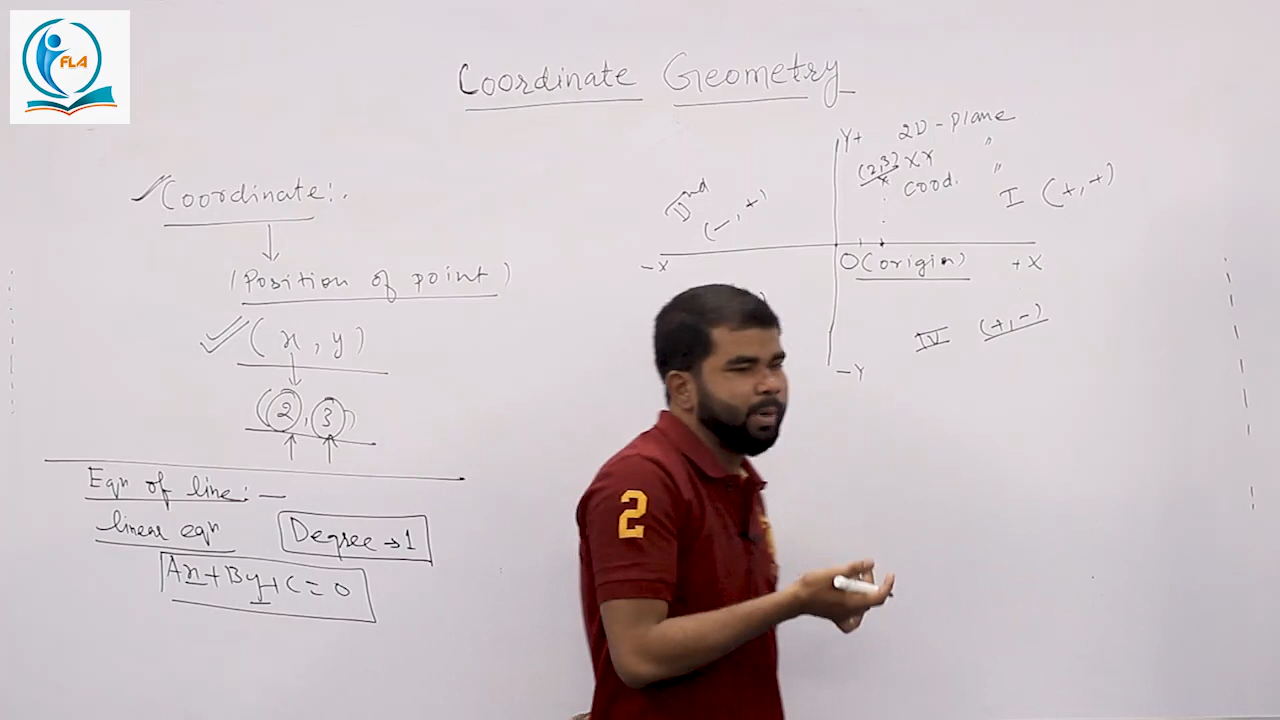 FLA
Coordinate Geometry
Coordinate:.
(Position of point)
(x, y)
(2, 3)
Eqn of line: —
linear eqn
Degree → 1
Ax + By + C = 0
Y+
2D - Plane
(2,3) XX "
Cood. "
I (+, +)
IInd
(-, +)
-X
O (origin)
+X
IV (+, -)
-Y
2